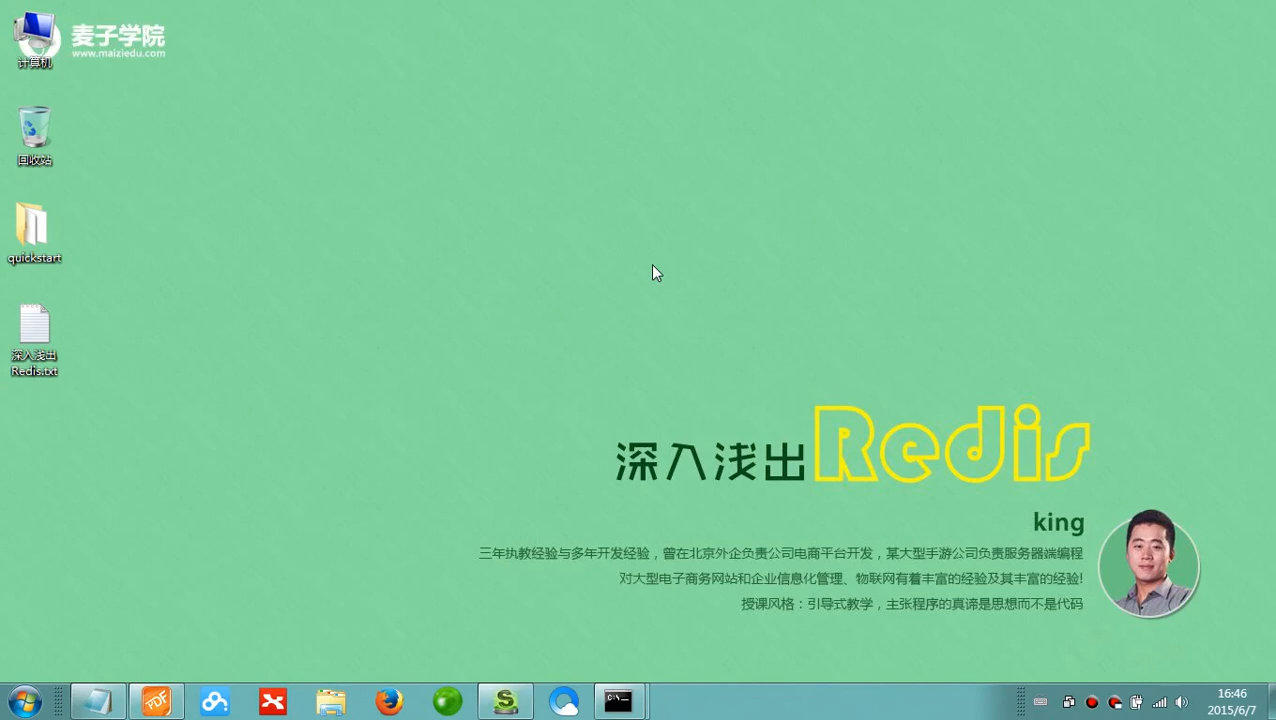 计算机
麦子学院
www.maiziedu.com
回收站
quickstart
深入浅出
Redis.txt
深入浅出Redis
king
三年执教经验与多年开发经验，曾在北京外企负责公司电商平台开发，某大型手游公司负责服务器端编程
对大型电子商务网站和企业信息化管理、物联网有着丰富的经验及其丰富的经验!
授课风格：引导式教学，主张程序的真谛是思想而不是代码
PDF
S
C:\
16:46
2015/6/7